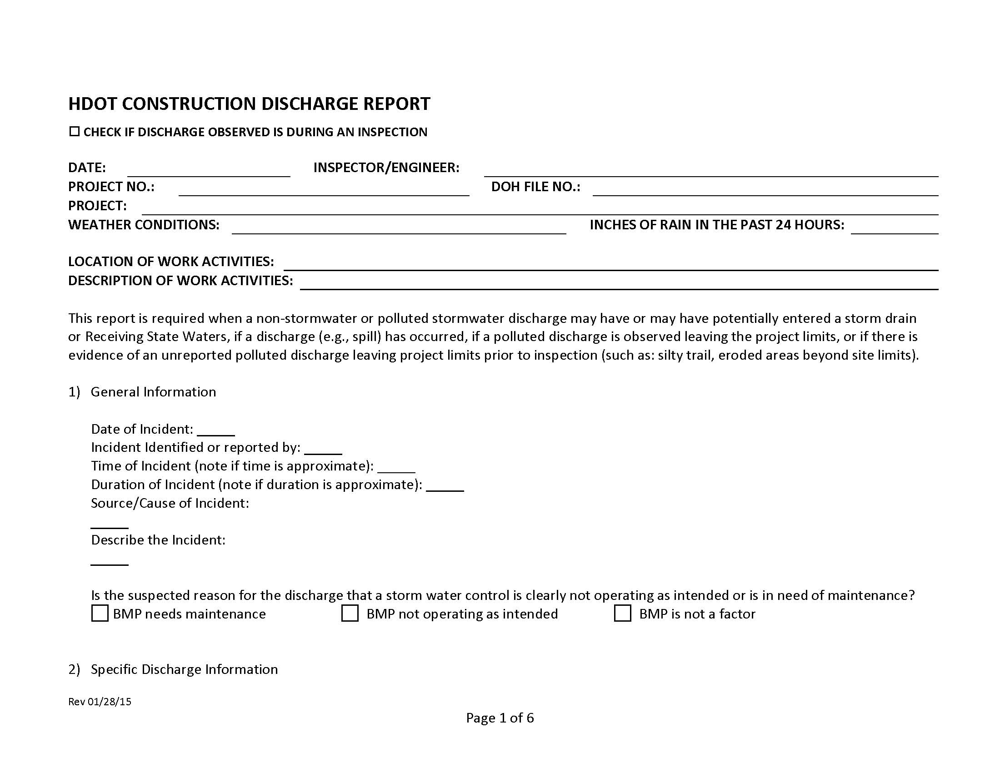 HDOT CONSTRUCTION DISCHARGE REPORT
☐ CHECK IF DISCHARGE OBSERVED IS DURING AN INSPECTION
DATE: INSPECTOR/ENGINEER:
PROJECT NO.: DOH FILE NO.:
PROJECT:
WEATHER CONDITIONS: INCHES OF RAIN IN THE PAST 24 HOURS:
LOCATION OF WORK ACTIVITIES:
DESCRIPTION OF WORK ACTIVITIES:
This report is required when a non-stormwater or polluted stormwater discharge may have or may have potentially entered a storm drain
or Receiving State Waters, if a discharge (e.g., spill) has occurred, if a polluted discharge is observed leaving the project limits, or if there is
evidence of an unreported polluted discharge leaving project limits prior to inspection (such as: silty trail, eroded areas beyond site limits).
1) General Information
Date of Incident: _____
Incident Identified or reported by: _____
Time of Incident (note if time is approximate): _____
Duration of Incident (note if duration is approximate): _____
Source/Cause of Incident:
_____
Describe the Incident:
_____
Is the suspected reason for the discharge that a storm water control is clearly not operating as intended or is in need of maintenance?
☐ BMP needs maintenance ☐ BMP not operating as intended ☐ BMP is not a factor
2) Specific Discharge Information
Rev 01/28/15
Page 1 of 6